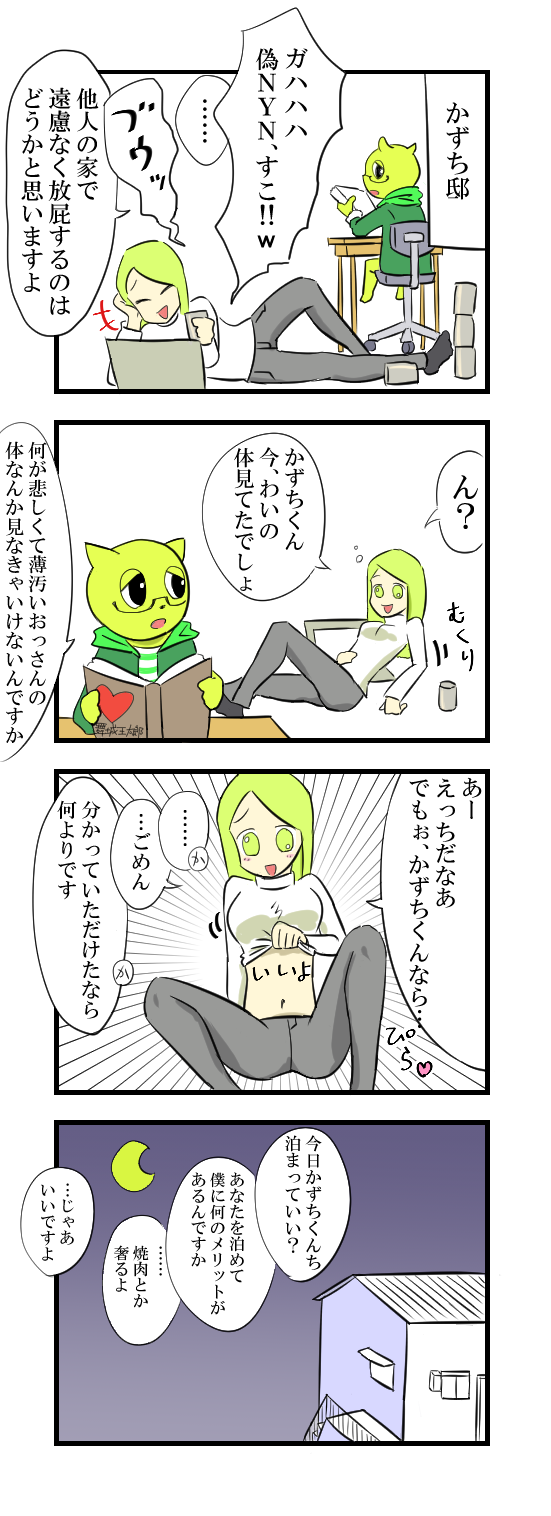 かずち邸
ガハハハ
偽NYN、すこ!!w
……
ブウッ
他人の家で
遠慮なく放屁するのは
どうかと思いますよ
ん?
むくり
かずちくん
今、わいの
体見てたでしょ
何が悲しくて薄汚いおっさんの
体なんか見なきゃいけないんですか
舞城王太郎
あー
えっちだなあ
でもぉ、かずちくんなら…
ぴら
いいよ
……
か
…ごめん
分かっていただけたなら
何よりです
か
今日かずちくんち
泊まっていい?
あなたを泊めて
僕に何のメリットが
あるんですか
……
焼肉とか
奢るよ
…じゃあ
いいですよ